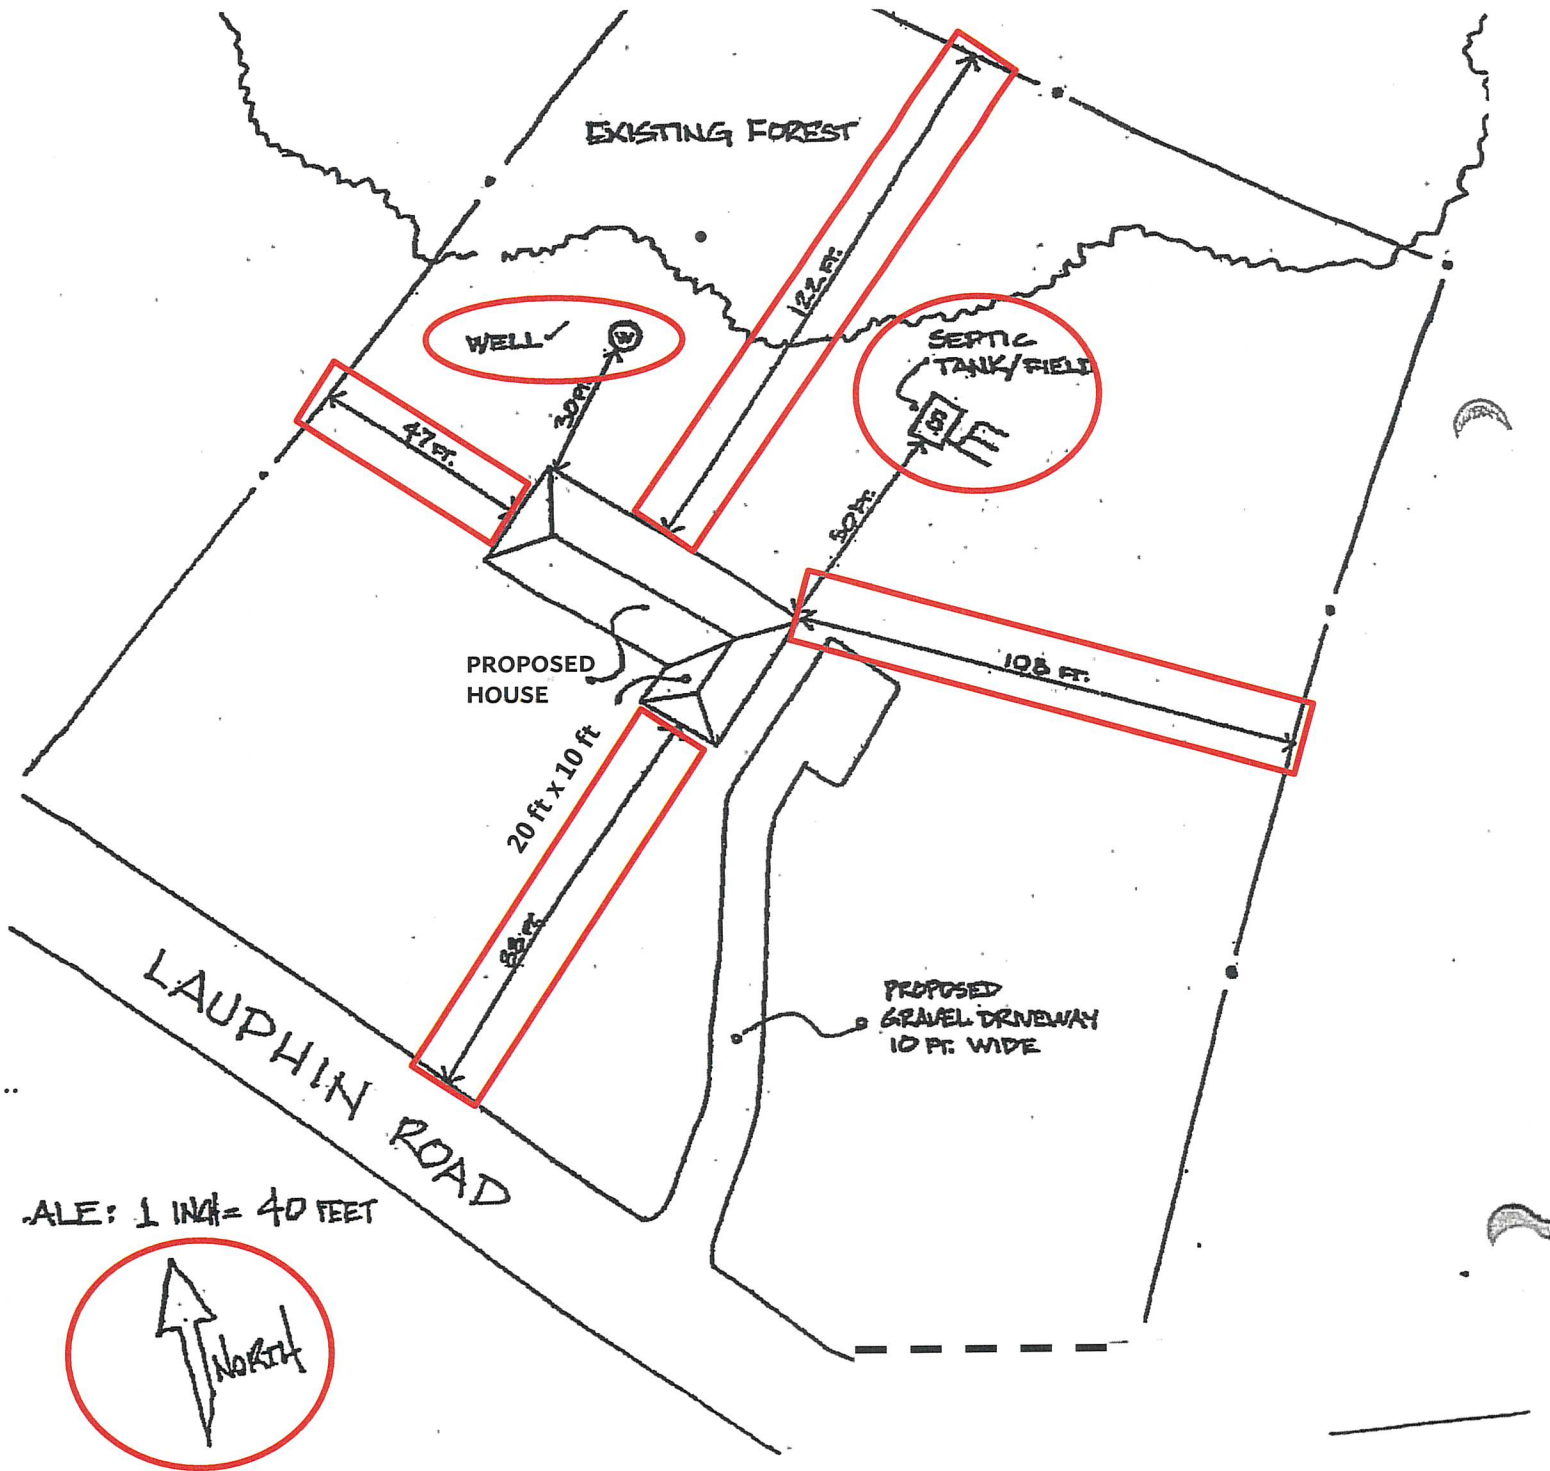 EXISTING FOREST
122 FT.
WELL
W
SEPTIC
TANK/FIELD
30 FT.
47 FT.
S
50 FT.
PROPOSED
HOUSE
108 FT.
20 ft x 10 ft
88 FT.
PROPOSED
GRAVEL DRIVEWAY
10 FT. WIDE
LAUPHIN ROAD
ALE: 1 INCH = 40 FEET
NORTH